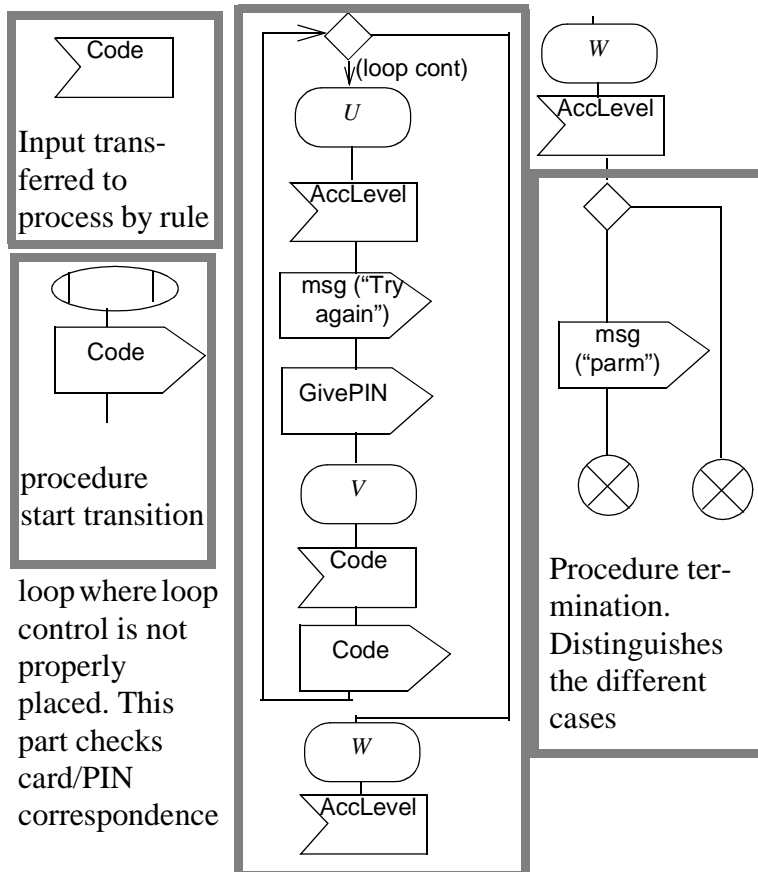 Code
Input trans-
ferred to
process by rule
Code
procedure
start transition
loop where loop
control is not
properly
placed. This
part checks
card/PIN
correspondence
(loop cont)
U
AccLevel
msg (“Try
again”)
GivePIN
V
Code
Code
W
AccLevel
W
AccLevel
msg
(“parm”)
Procedure ter-
mination.
Distinguishes
the different
cases